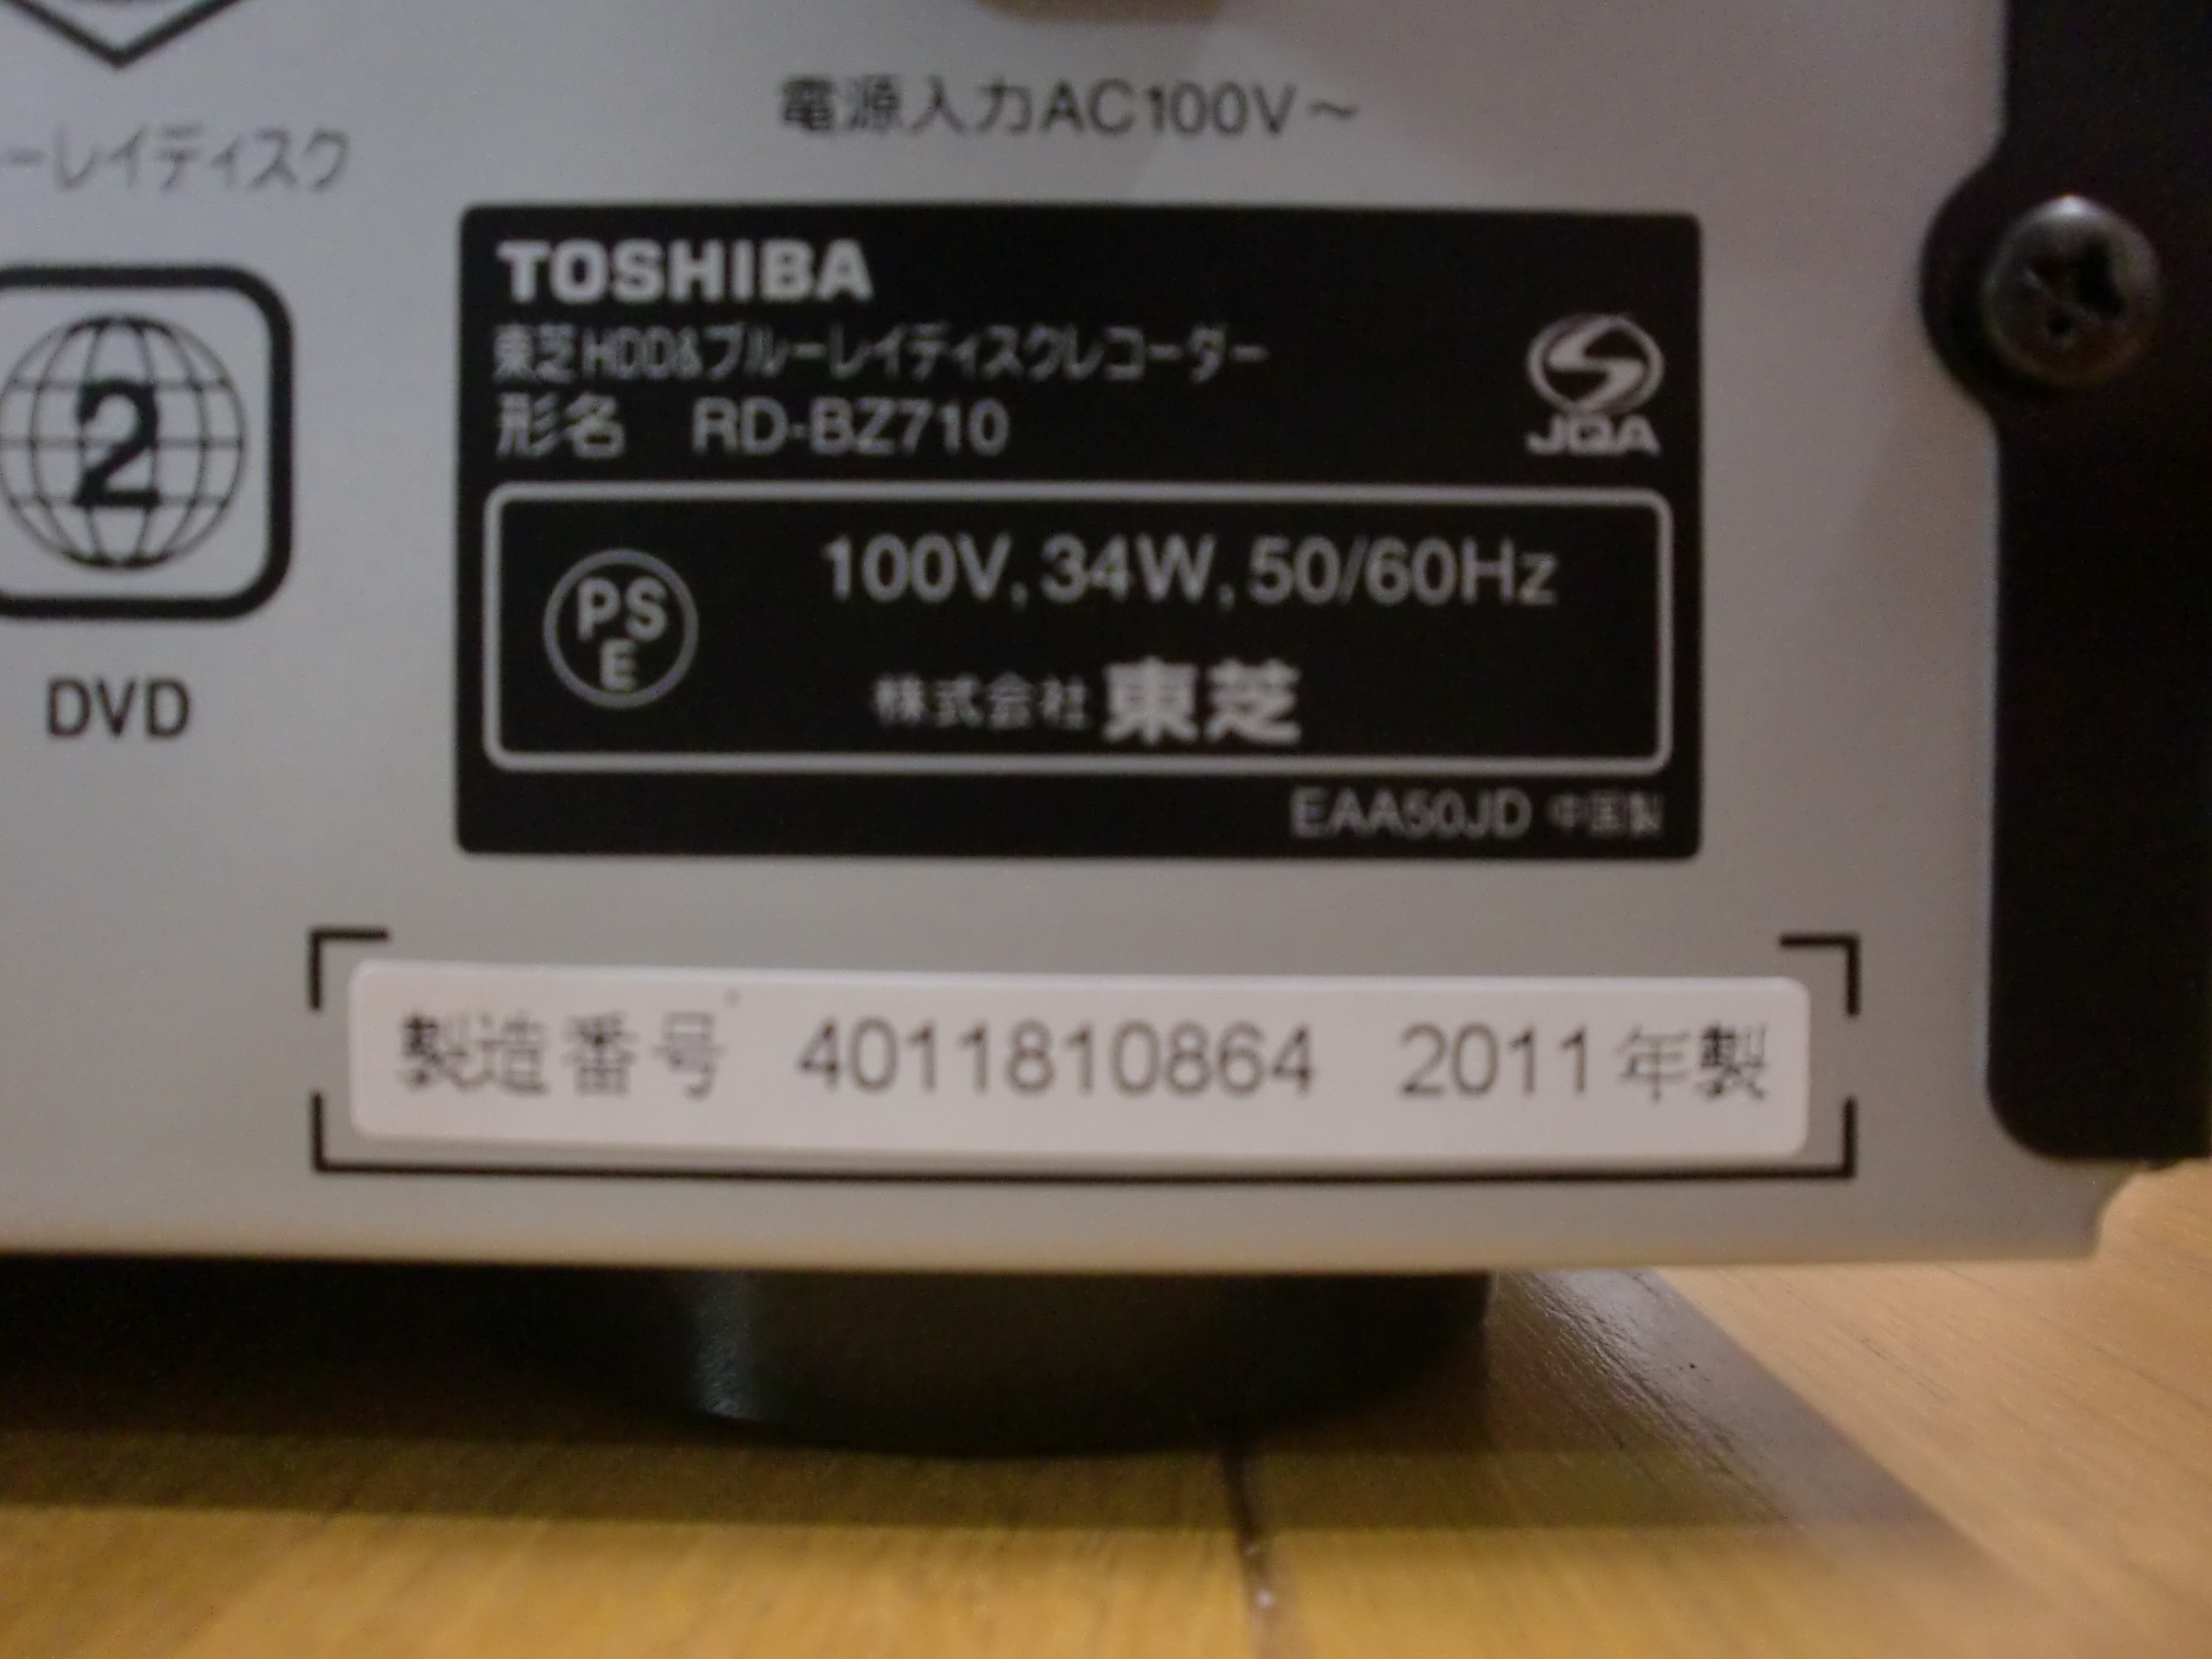 電源入力AC100V～
ーレイディスク
2
DVD
TOSHIBA
東芝HDD&ブルーレイディスクレコーダー
形名 RD-BZ710
JQA
PS
E
100V, 34W, 50/60Hz
株式会社 東芝
EAA50JD 中国製
製造番号 4011810864 2011年製